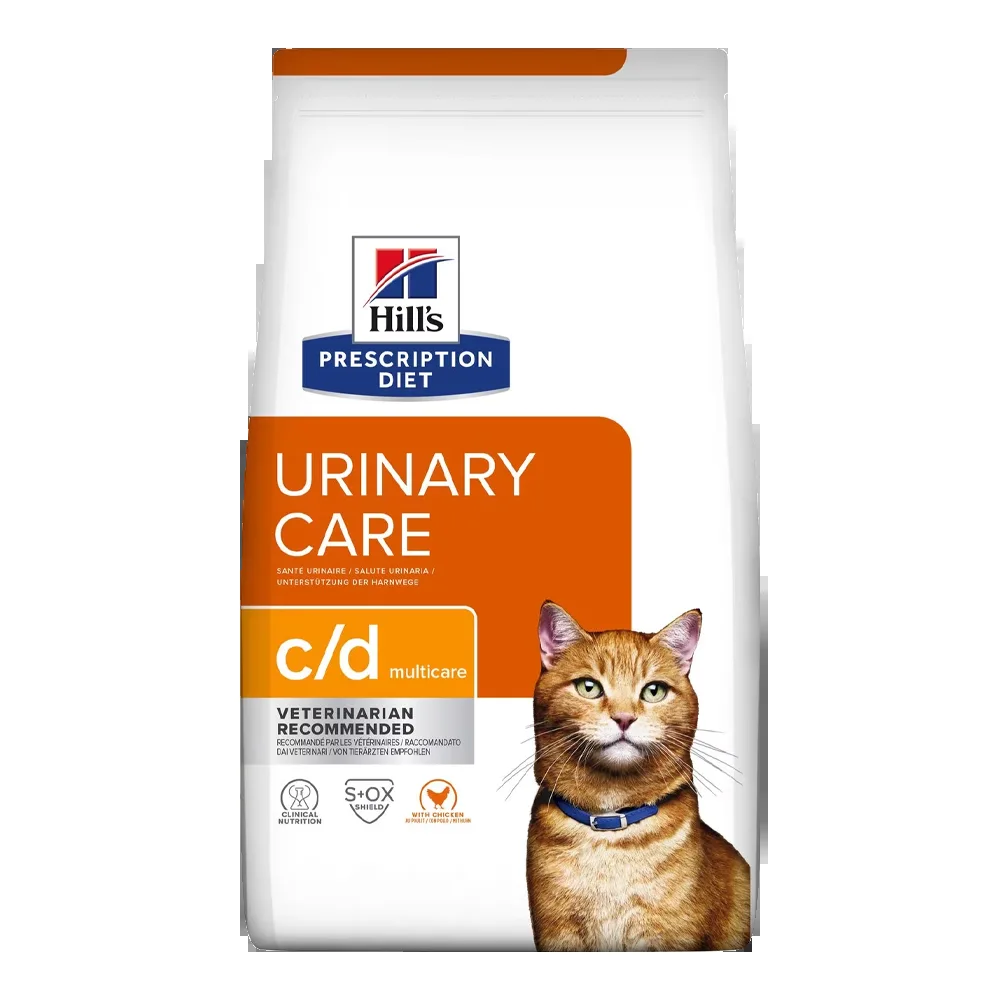 Hill's
PRESCRIPTION
DIET
URINARY
CARE
SANTÉ URINAIRE / SALUTE URINARIA /
UNTERSTÜTZUNG DER HARNWEGE
c/d multicare
VETERINARIAN
RECOMMENDED
RECOMMANDÉ PAR LES VÉTÉRINAIRES / RACCOMANDATO
DAI VETERINARI / VON TIERÄRZTEN EMPFOHLEN
CLINICAL
NUTRITION
S+OX
SHIELD
WITH CHICKEN